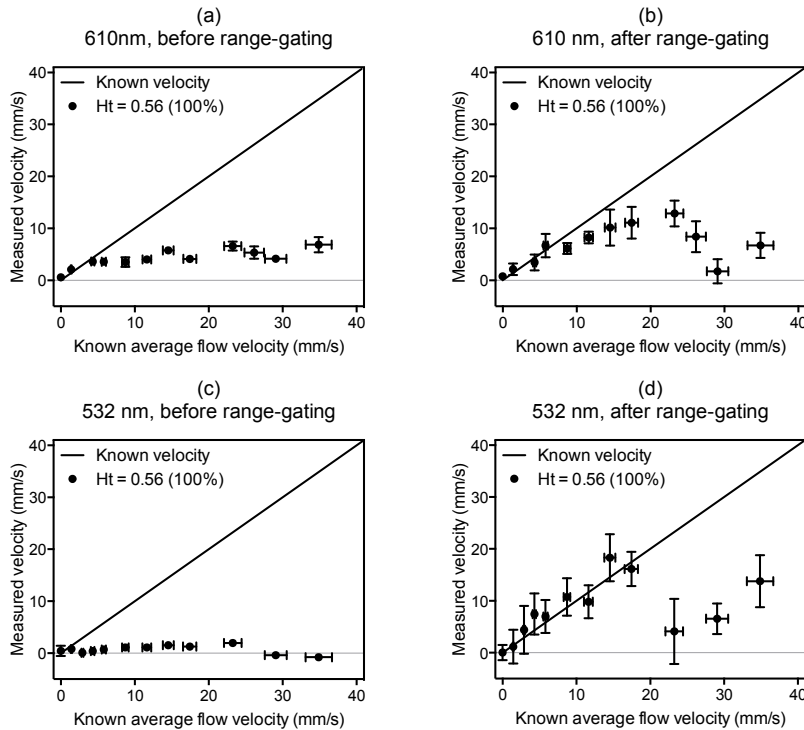 (a)
610nm, before range-gating
40
30
20
10
0
Measured velocity (mm/s)
Known velocity
Ht = 0.56 (100%)
0 10 20 30 40
Known average flow velocity (mm/s)
(b)
610 nm, after range-gating
40
30
20
10
0
Measured velocity (mm/s)
Known velocity
Ht = 0.56 (100%)
0 10 20 30 40
Known average flow velocity (mm/s)
(c)
532 nm, before range-gating
40
30
20
10
0
Measured velocity (mm/s)
Known velocity
Ht = 0.56 (100%)
0 10 20 30 40
Known average flow velocity (mm/s)
(d)
532 nm, after range-gating
40
30
20
10
0
Measured velocity (mm/s)
Known velocity
Ht = 0.56 (100%)
0 10 20 30 40
Known average flow velocity (mm/s)